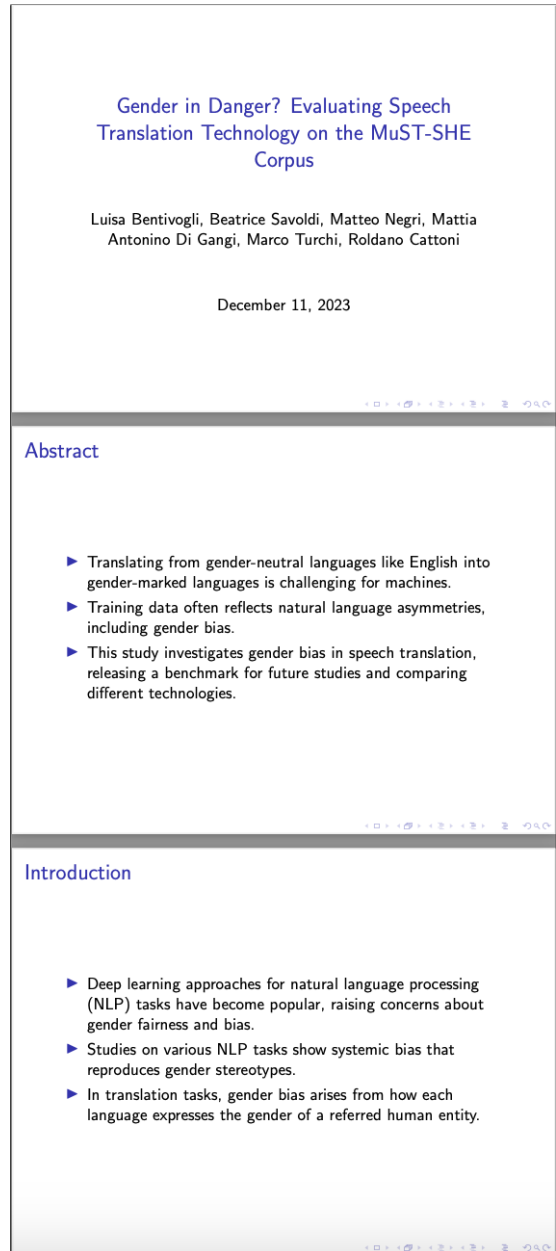 Gender in Danger? Evaluating Speech
Translation Technology on the MuST-SHE
Corpus
Luisa Bentivogli, Beatrice Savoldi, Matteo Negri, Mattia
Antonino Di Gangi, Marco Turchi, Roldano Cattoni
December 11, 2023
Abstract
Translating from gender-neutral languages like English into
gender-marked languages is challenging for machines.
Training data often reflects natural language asymmetries,
including gender bias.
This study investigates gender bias in speech translation,
releasing a benchmark for future studies and comparing
different technologies.
Introduction
Deep learning approaches for natural language processing
(NLP) tasks have become popular, raising concerns about
gender fairness and bias.
Studies on various NLP tasks show systemic bias that
reproduces gender stereotypes.
In translation tasks, gender bias arises from how each
language expresses the gender of a referred human entity.